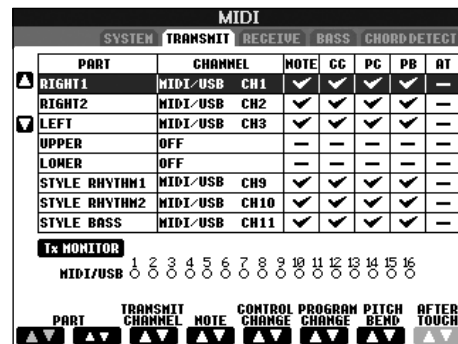 MIDI
SYSTEM TRANSMIT RECEIVE BASS CHORD DETECT
PART CHANNEL NOTE CC PC PB AT
RIGHT1 MIDI/USB CH1
RIGHT2 MIDI/USB CH2
LEFT MIDI/USB CH3
UPPER OFF
LOWER OFF
STYLE RHYTHM1 MIDI/USB CH9
STYLE RHYTHM2 MIDI/USB CH10
STYLE BASS MIDI/USB CH11
Tx MONITOR
1 2 3 4 5 6 7 8 9 10 11 12 13 14 15 16
MIDI/USB
TRANSMIT CONTROL PROGRAM PITCH AFTER
PART CHANNEL NOTE CHANGE CHANGE BEND TOUCH